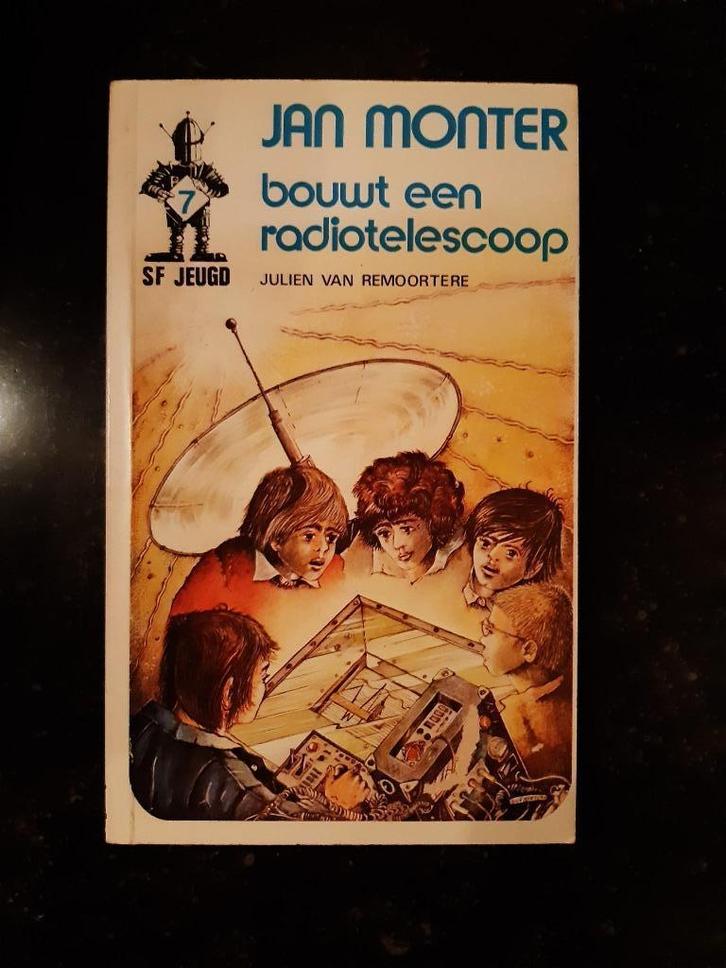 JAN MONTER
bouwt een
radiotelescoop
JULIEN VAN REMOORTERE
7
SF JEUGD